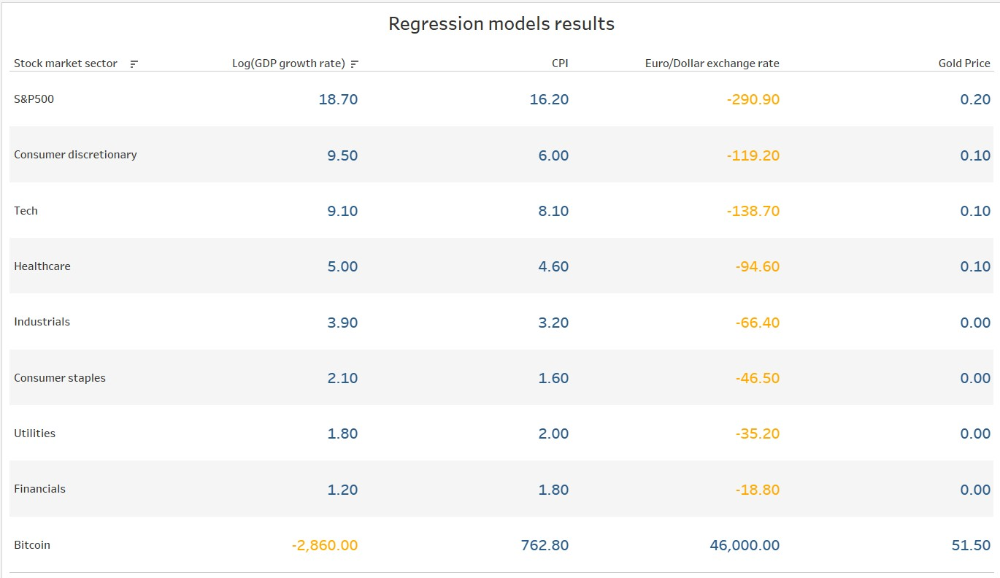 Regression models results
Stock market sector Log(GDP growth rate) CPI Euro/Dollar exchange rate Gold Price
S&P500 18.70 16.20 -290.90 0.20
Consumer discretionary 9.50 6.00 -119.20 0.10
Tech 9.10 8.10 -138.70 0.10
Healthcare 5.00 4.60 -94.60 0.10
Industrials 3.90 3.20 -66.40 0.00
Consumer staples 2.10 1.60 -46.50 0.00
Utilities 1.80 2.00 -35.20 0.00
Financials 1.20 1.80 -18.80 0.00
Bitcoin -2,860.00 762.80 46,000.00 51.50